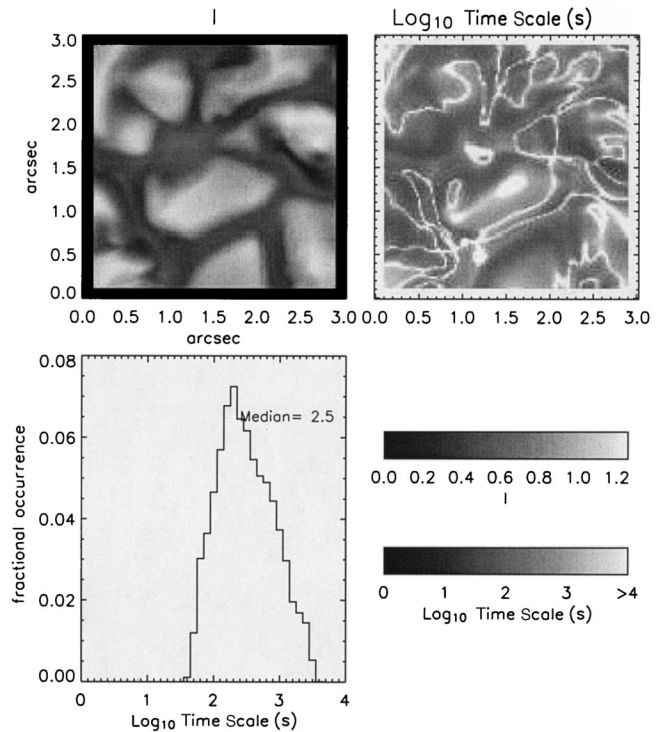 I
Log10 Time Scale (s)
3.0
2.5
2.0
1.5
1.0
0.5
0.0
arcsec
0.0 0.5 1.0 1.5 2.0 2.5 3.0
arcsec
0.0 0.5 1.0 1.5 2.0 2.5 3.0
0.08
0.06
0.04
0.02
0.00
fractional occurrence
Median= 2.5
0 1 2 3 4
Log10 Time Scale (s)
0.0 0.2 0.4 0.6 0.8 1.0 1.2
I
0 1 2 3 >4
Log10 Time Scale (s)